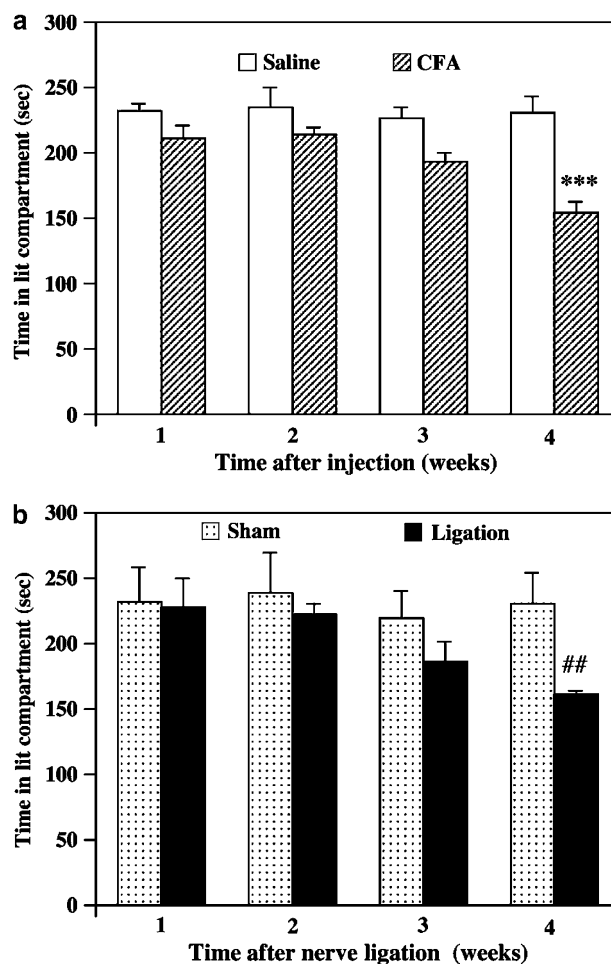 a
Time in lit compartment (sec)
300
250
200
150
100
50
0
Saline
CFA
***
1 2 3 4
Time after injection (weeks)
b
Time in lit compartment (sec)
300
250
200
150
100
50
0
Sham
Ligation
##
1 2 3 4
Time after nerve ligation (weeks)